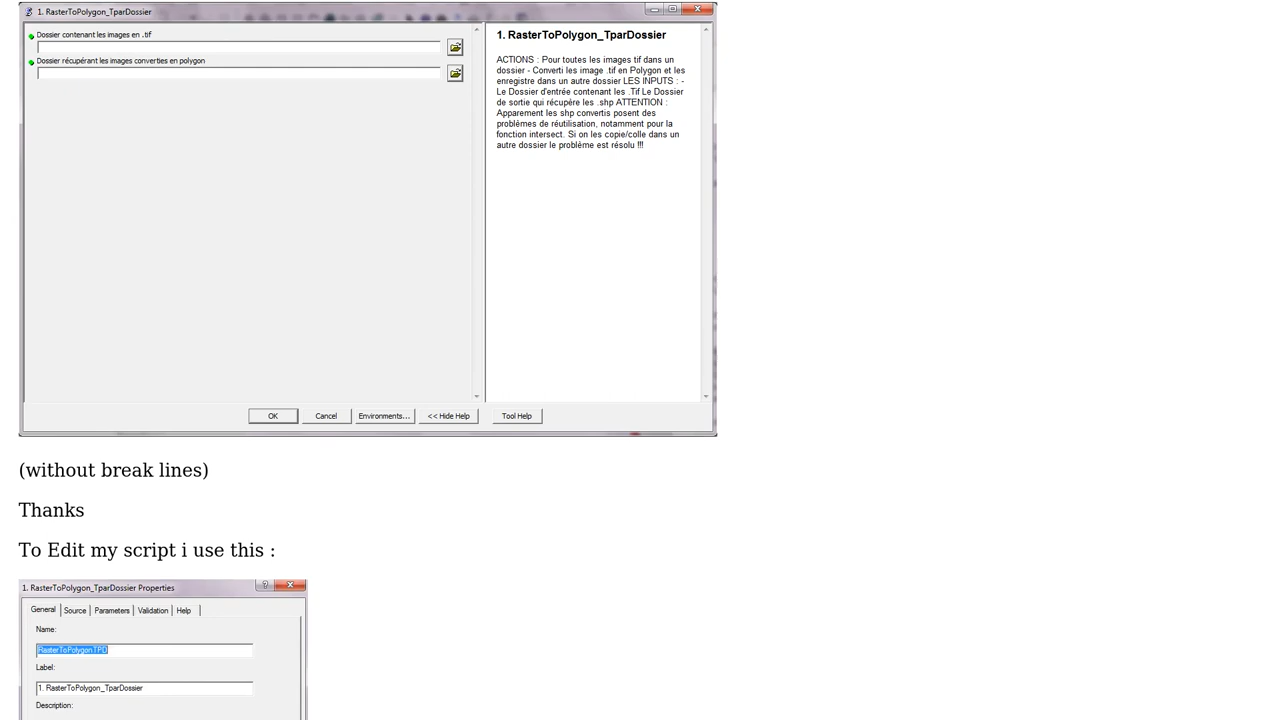 1. RasterToPolygon_TparDossier
Dossier contenant les images en .tif
Dossier récupérant les images converties en polygon
1. RasterToPolygon_TparDossier
ACTIONS : Pour toutes les images tif dans un
dossier - Converti les image .tif en Polygon et les
enregistre dans un autre dossier LES INPUTS : -
Le Dossier d'entrée contenant les .Tif Le Dossier
de sortie qui récupère les .shp ATTENTION :
Apparement les shp convertis posent des
problèmes de réutilisation, notamment pour la
fonction intersect. Si on les copie/colle dans un
autre dossier le problème est résolu !!!
OK Cancel Environments... << Hide Help Tool Help
(without break lines)
Thanks
To Edit my script i use this :
1. RasterToPolygon_TparDossier Properties
General Source Parameters Validation Help
Name:
RasterToPolygonTPD
Label:
1. RasterToPolygon_TparDossier
Description: